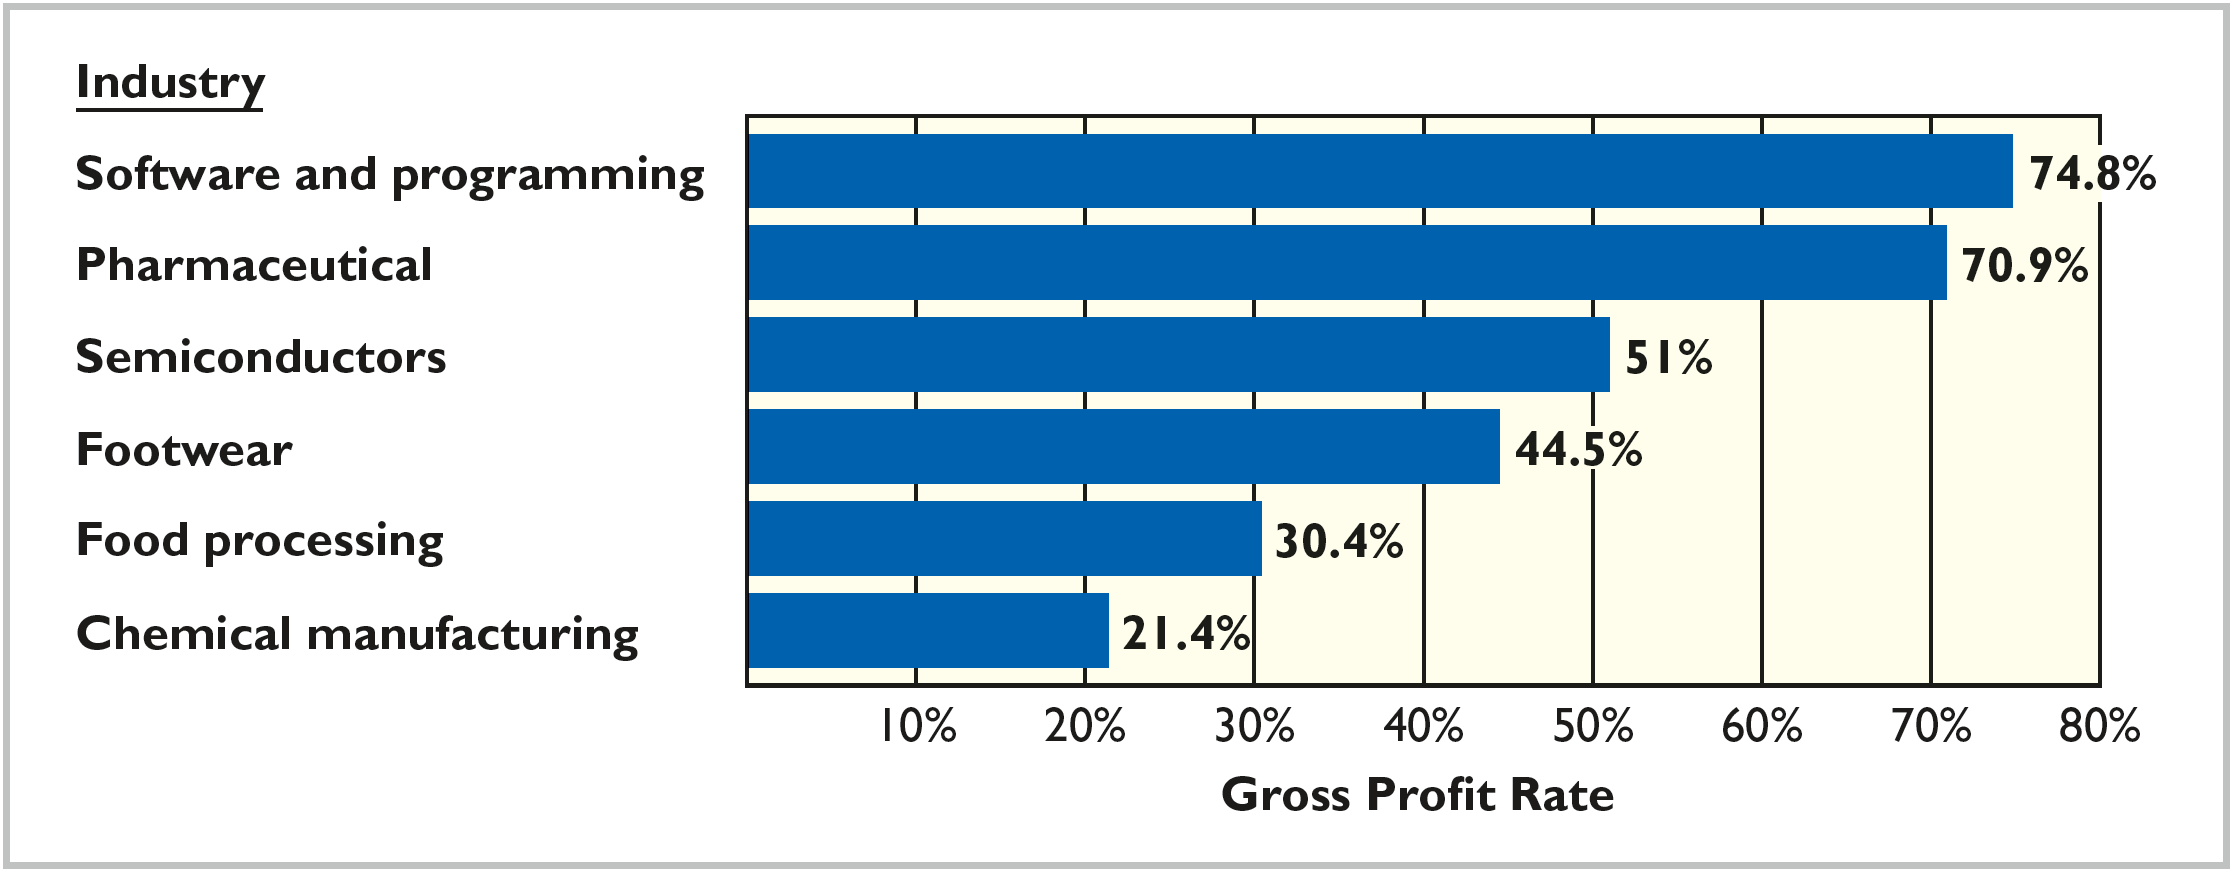 Industry
Software and programming 74.8%
Pharmaceutical 70.9%
Semiconductors 51%
Footwear 44.5%
Food processing 30.4%
Chemical manufacturing 21.4%
10% 20% 30% 40% 50% 60% 70% 80%
Gross Profit Rate